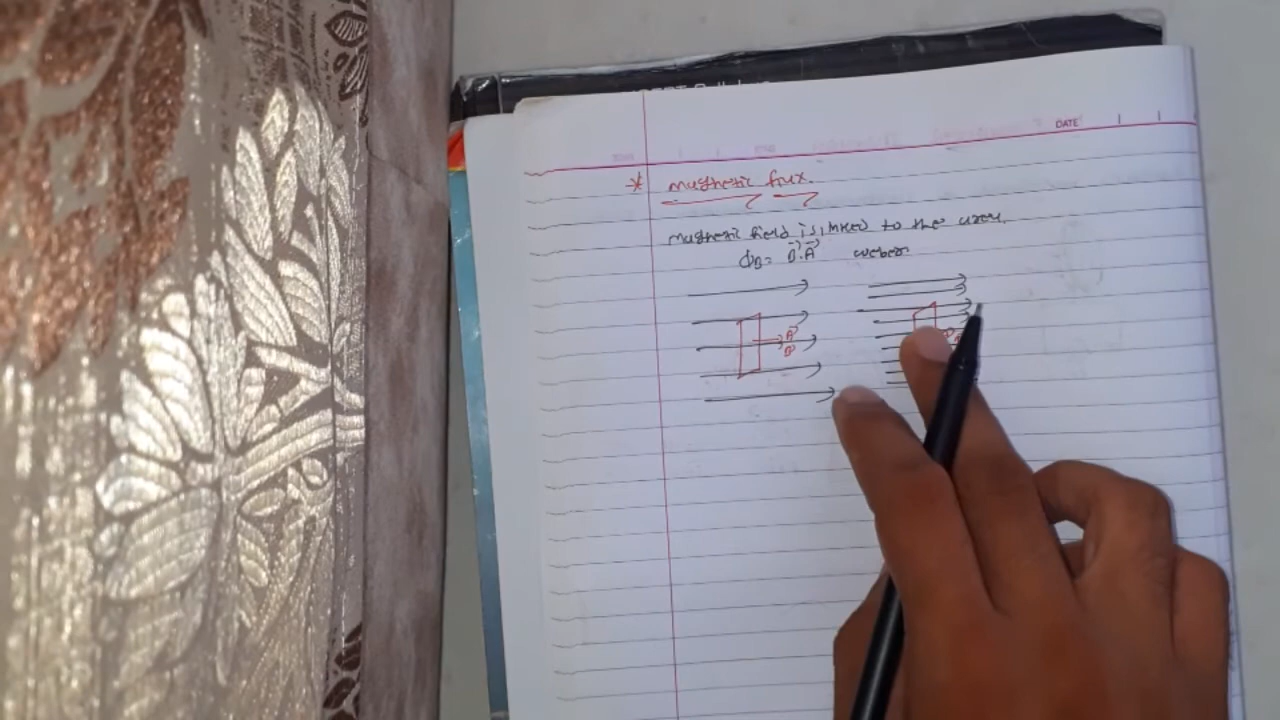 DATE
* magnetic flux.
magnetic field is linked to the area.
ϕB = B⃗.A⃗ weber.
A⃗
B⃗